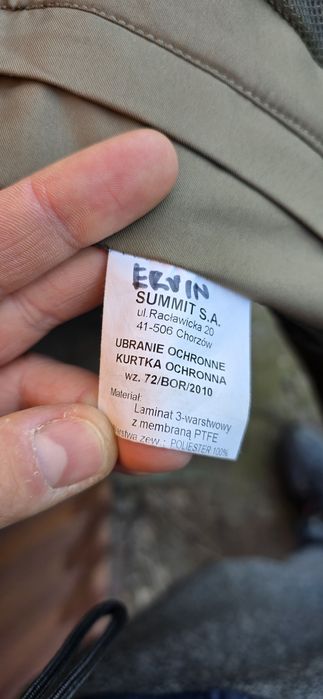 ERVIN
SUMMIT S.A.
ul. Racławicka 20
41-506 Chorzów
UBRANIE OCHRONNE
KURTKA OCHRONNA
wz. 72/BOR/2010
Materiał:
Laminat 3-warstwowy
z membraną PTFE
zew.: POLIESTER 100%